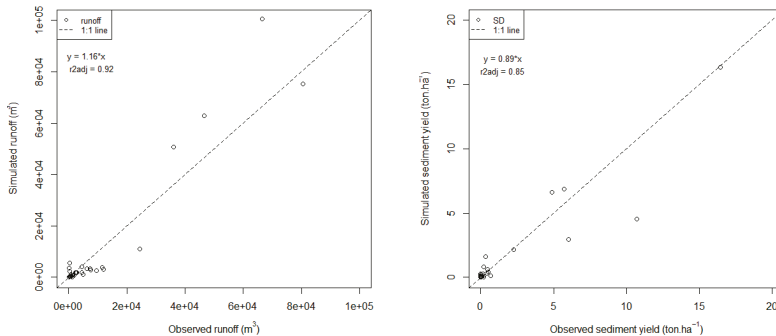 runoff
1:1 line
y = 1.16*x
r2adj = 0.92
Simulated runoff (m³)
0e+00
2e+04
4e+04
6e+04
8e+04
1e+05
0e+00
2e+04
4e+04
6e+04
8e+04
1e+05
Observed runoff (m³)
SD
1:1 line
y = 0.89*x
r2adj = 0.85
Simulated sediment yield (ton.ha⁻¹)
0
5
10
15
20
0
5
10
15
20
Observed sediment yield (ton.ha⁻¹)